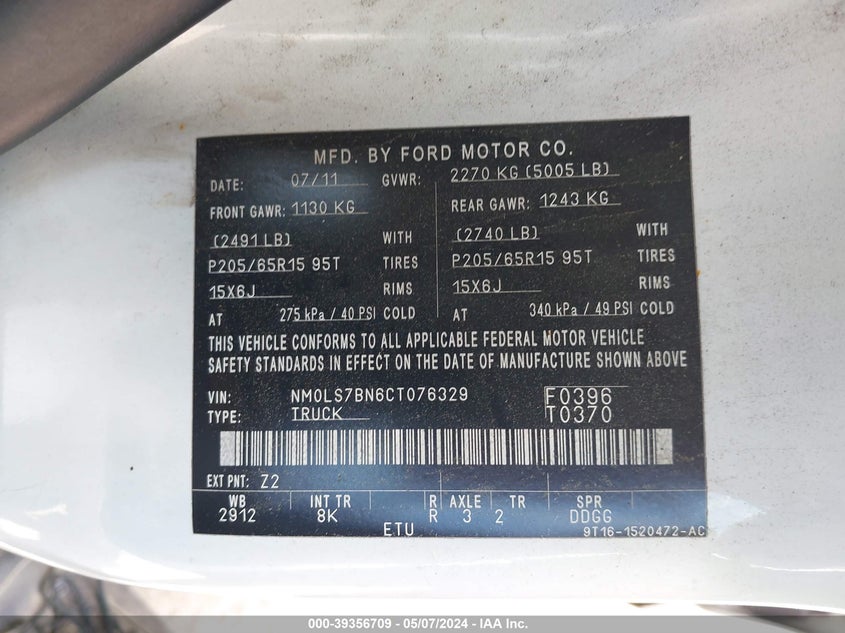 MFD. BY FORD MOTOR CO.
DATE: 07/11 GVWR: 2270 KG (5005 LB)
FRONT GAWR: 1130 KG REAR GAWR: 1243 KG
(2491 LB) WITH (2740 LB) WITH
P205/65R15 95T TIRES P205/65R15 95T TIRES
15X6J RIMS 15X6J RIMS
AT 275 kPa / 40 PSI COLD AT 340 kPa / 49 PSI COLD
THIS VEHICLE CONFORMS TO ALL APPLICABLE FEDERAL MOTOR VEHICLE
SAFETY STANDARDS IN EFFECT ON THE DATE OF MANUFACTURE SHOWN ABOVE
VIN: NM0LS7BN6CT076329 F0396
TYPE: TRUCK T0370
EXT PNT: Z2
WB INT TR R AXLE TR SPR
2912 8K R 3 2 DDGG
ETU 9T16-1520472-AC
000-39356709 - 05/07/2024 - IAA Inc.